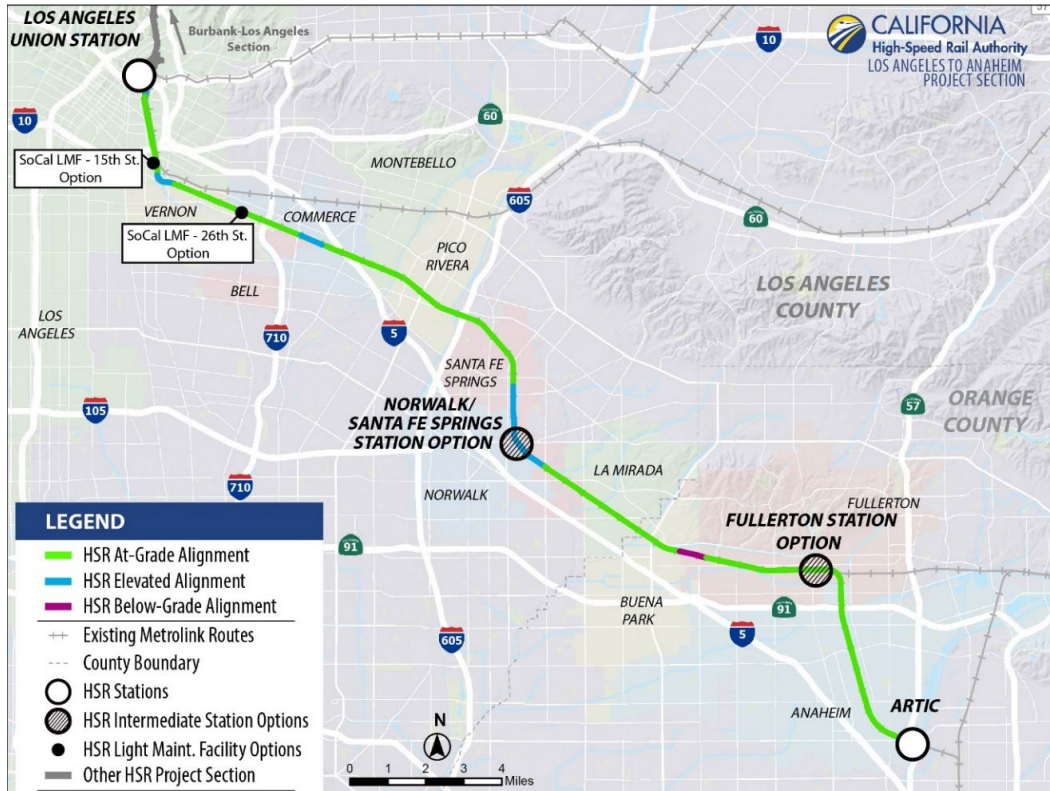 LOS ANGELES
UNION STATION
Burbank-Los Angeles
Section
57
10
CALIFORNIA
High-Speed Rail Authority
LOS ANGELES TO ANAHEIM
PROJECT SECTION
10
60
SoCal LMF - 15th St.
Option
MONTEBELLO
605
60
VERNON
COMMERCE
SoCal LMF - 26th St.
Option
PICO
RIVERA
LOS ANGELES
COUNTY
BELL
LOS
ANGELES
710
5
SANTA FE
SPRINGS
105
57
ORANGE
COUNTY
NORWALK/
SANTA FE SPRINGS
STATION OPTION
LA MIRADA
710
NORWALK
FULLERTON
FULLERTON STATION
OPTION
91
BUENA
PARK
91
5
605
ANAHEIM
ARTIC
LEGEND
HSR At-Grade Alignment
HSR Elevated Alignment
HSR Below-Grade Alignment
Existing Metrolink Routes
County Boundary
HSR Stations
HSR Intermediate Station Options
HSR Light Maint. Facility Options
Other HSR Project Section
N
0 1 2 3 4
Miles